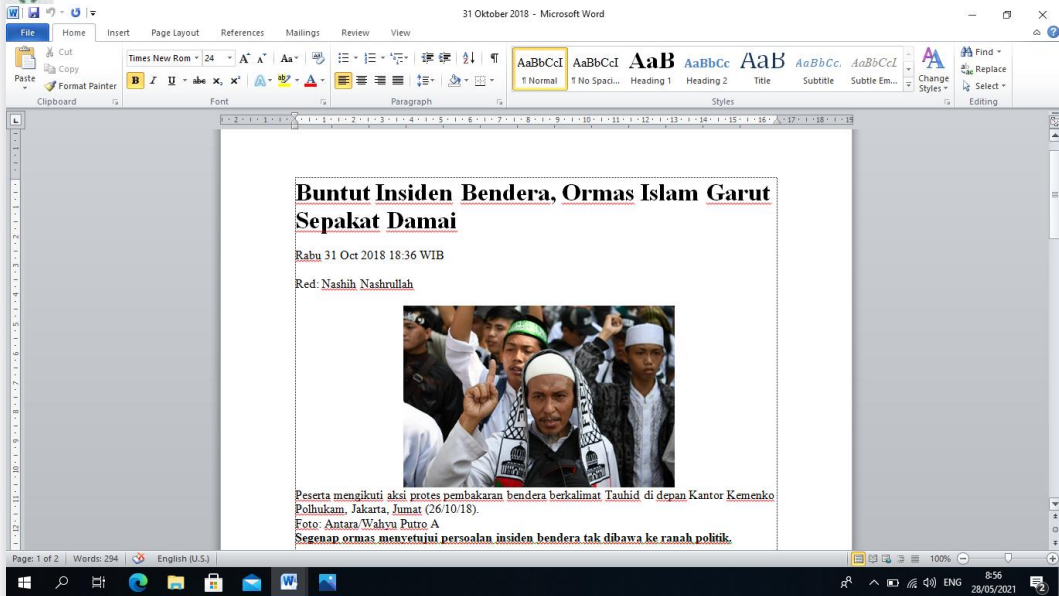 31 Oktober 2018 - Microsoft Word
File Home Insert Page Layout References Mailings Review View
Paste
Cut
Copy
Format Painter
Clipboard
Times New Rom 24
Font
Paragraph
AaBbCcI AaBbCcI AaB AaBbCc AaB AaBbCc. AaBbCcI
¶ Normal ¶ No Spaci... Heading 1 Heading 2 Title Subtitle Subtle Em...
Change Styles
Styles
Find
Replace
Select
Editing
Buntut Insiden Bendera, Ormas Islam Garut
Sepakat Damai
Rabu 31 Oct 2018 18:36 WIB
Red: Nashih Nashrullah
Peserta mengikuti aksi protes pembakaran bendera berkalimat Tauhid di depan Kantor Kemenko
Polhukam, Jakarta, Jumat (26/10/18).
Foto: Antara/Wahyu Putro A
Segenap ormas menyetujui persoalan insiden bendera tak dibawa ke ranah politik.
Page: 1 of 2 Words: 294 English (U.S.) 100%
ENG 8:56
28/05/2021